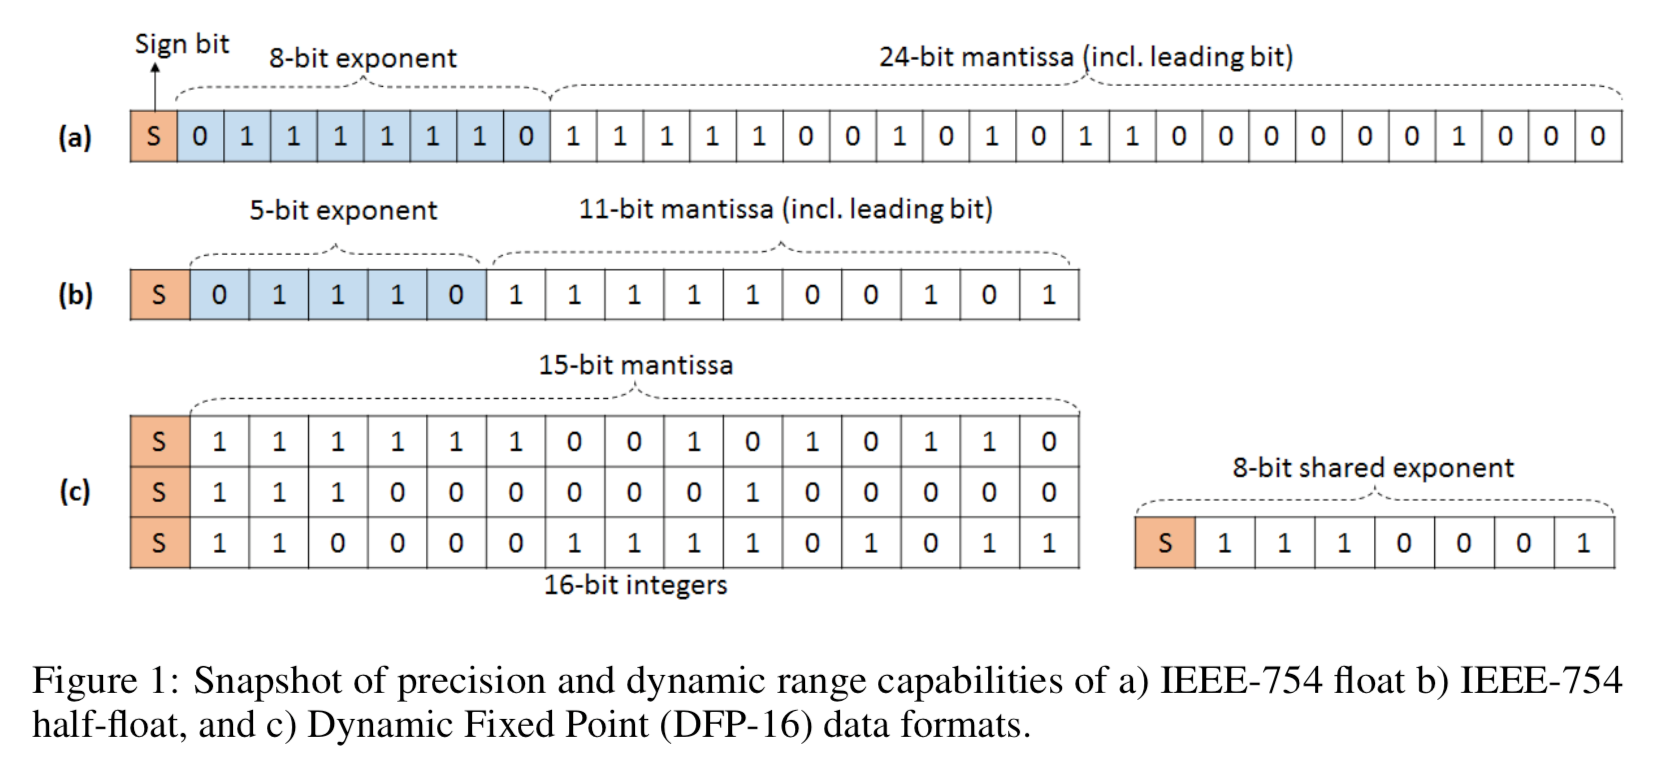 Sign bit
8-bit exponent
24-bit mantissa (incl. leading bit)
(a) S 0 1 1 1 1 1 1 0 1 1 1 1 1 0 0 1 0 1 0 1 1 0 0 0 0 0 0 1 0 0 0
5-bit exponent
11-bit mantissa (incl. leading bit)
(b) S 0 1 1 1 0 1 1 1 1 1 0 0 1 0 1
15-bit mantissa
S 1 1 1 1 1 1 0 0 1 0 1 0 1 1 0
8-bit shared exponent
(c) S 1 1 1 0 0 0 0 0 0 1 0 0 0 0 0
S 1 1 0 0 0 0 1 1 1 1 0 1 0 1 1
S 1 1 1 0 0 0 1
16-bit integers
Figure 1: Snapshot of precision and dynamic range capabilities of a) IEEE-754 float b) IEEE-754
half-float, and c) Dynamic Fixed Point (DFP-16) data formats.